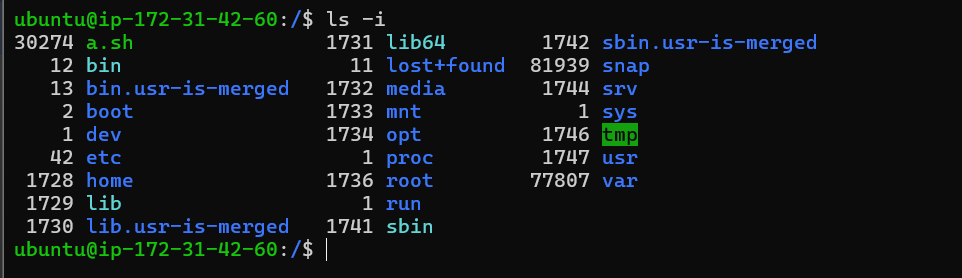 ubuntu@ip-172-31-42-60:/$ ls -i
30274 a.sh 1731 lib64 1742 sbin.usr-is-merged
12 bin 11 lost+found 81939 snap
13 bin.usr-is-merged 1732 media 1744 srv
2 boot 1733 mnt 1 sys
1 dev 1734 opt 1746 tmp
42 etc 1 proc 1747 usr
1728 home 1736 root 77807 var
1729 lib 1 run
1730 lib.usr-is-merged 1741 sbin
ubuntu@ip-172-31-42-60:/$